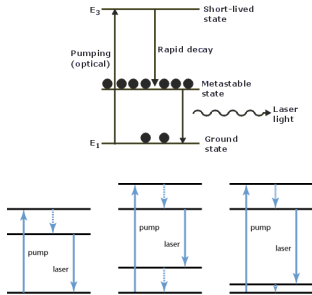 E3
Short-lived
state
Pumping
(optical)
Rapid decay
Metastable
state
Laser
light
E1
Ground
state
pump
laser
pump
laser
pump
laser